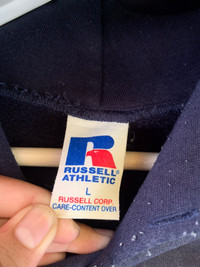 RUSSELL®
ATHLETIC
L
RUSSELL CORP.
CARE-CONTENT OVER